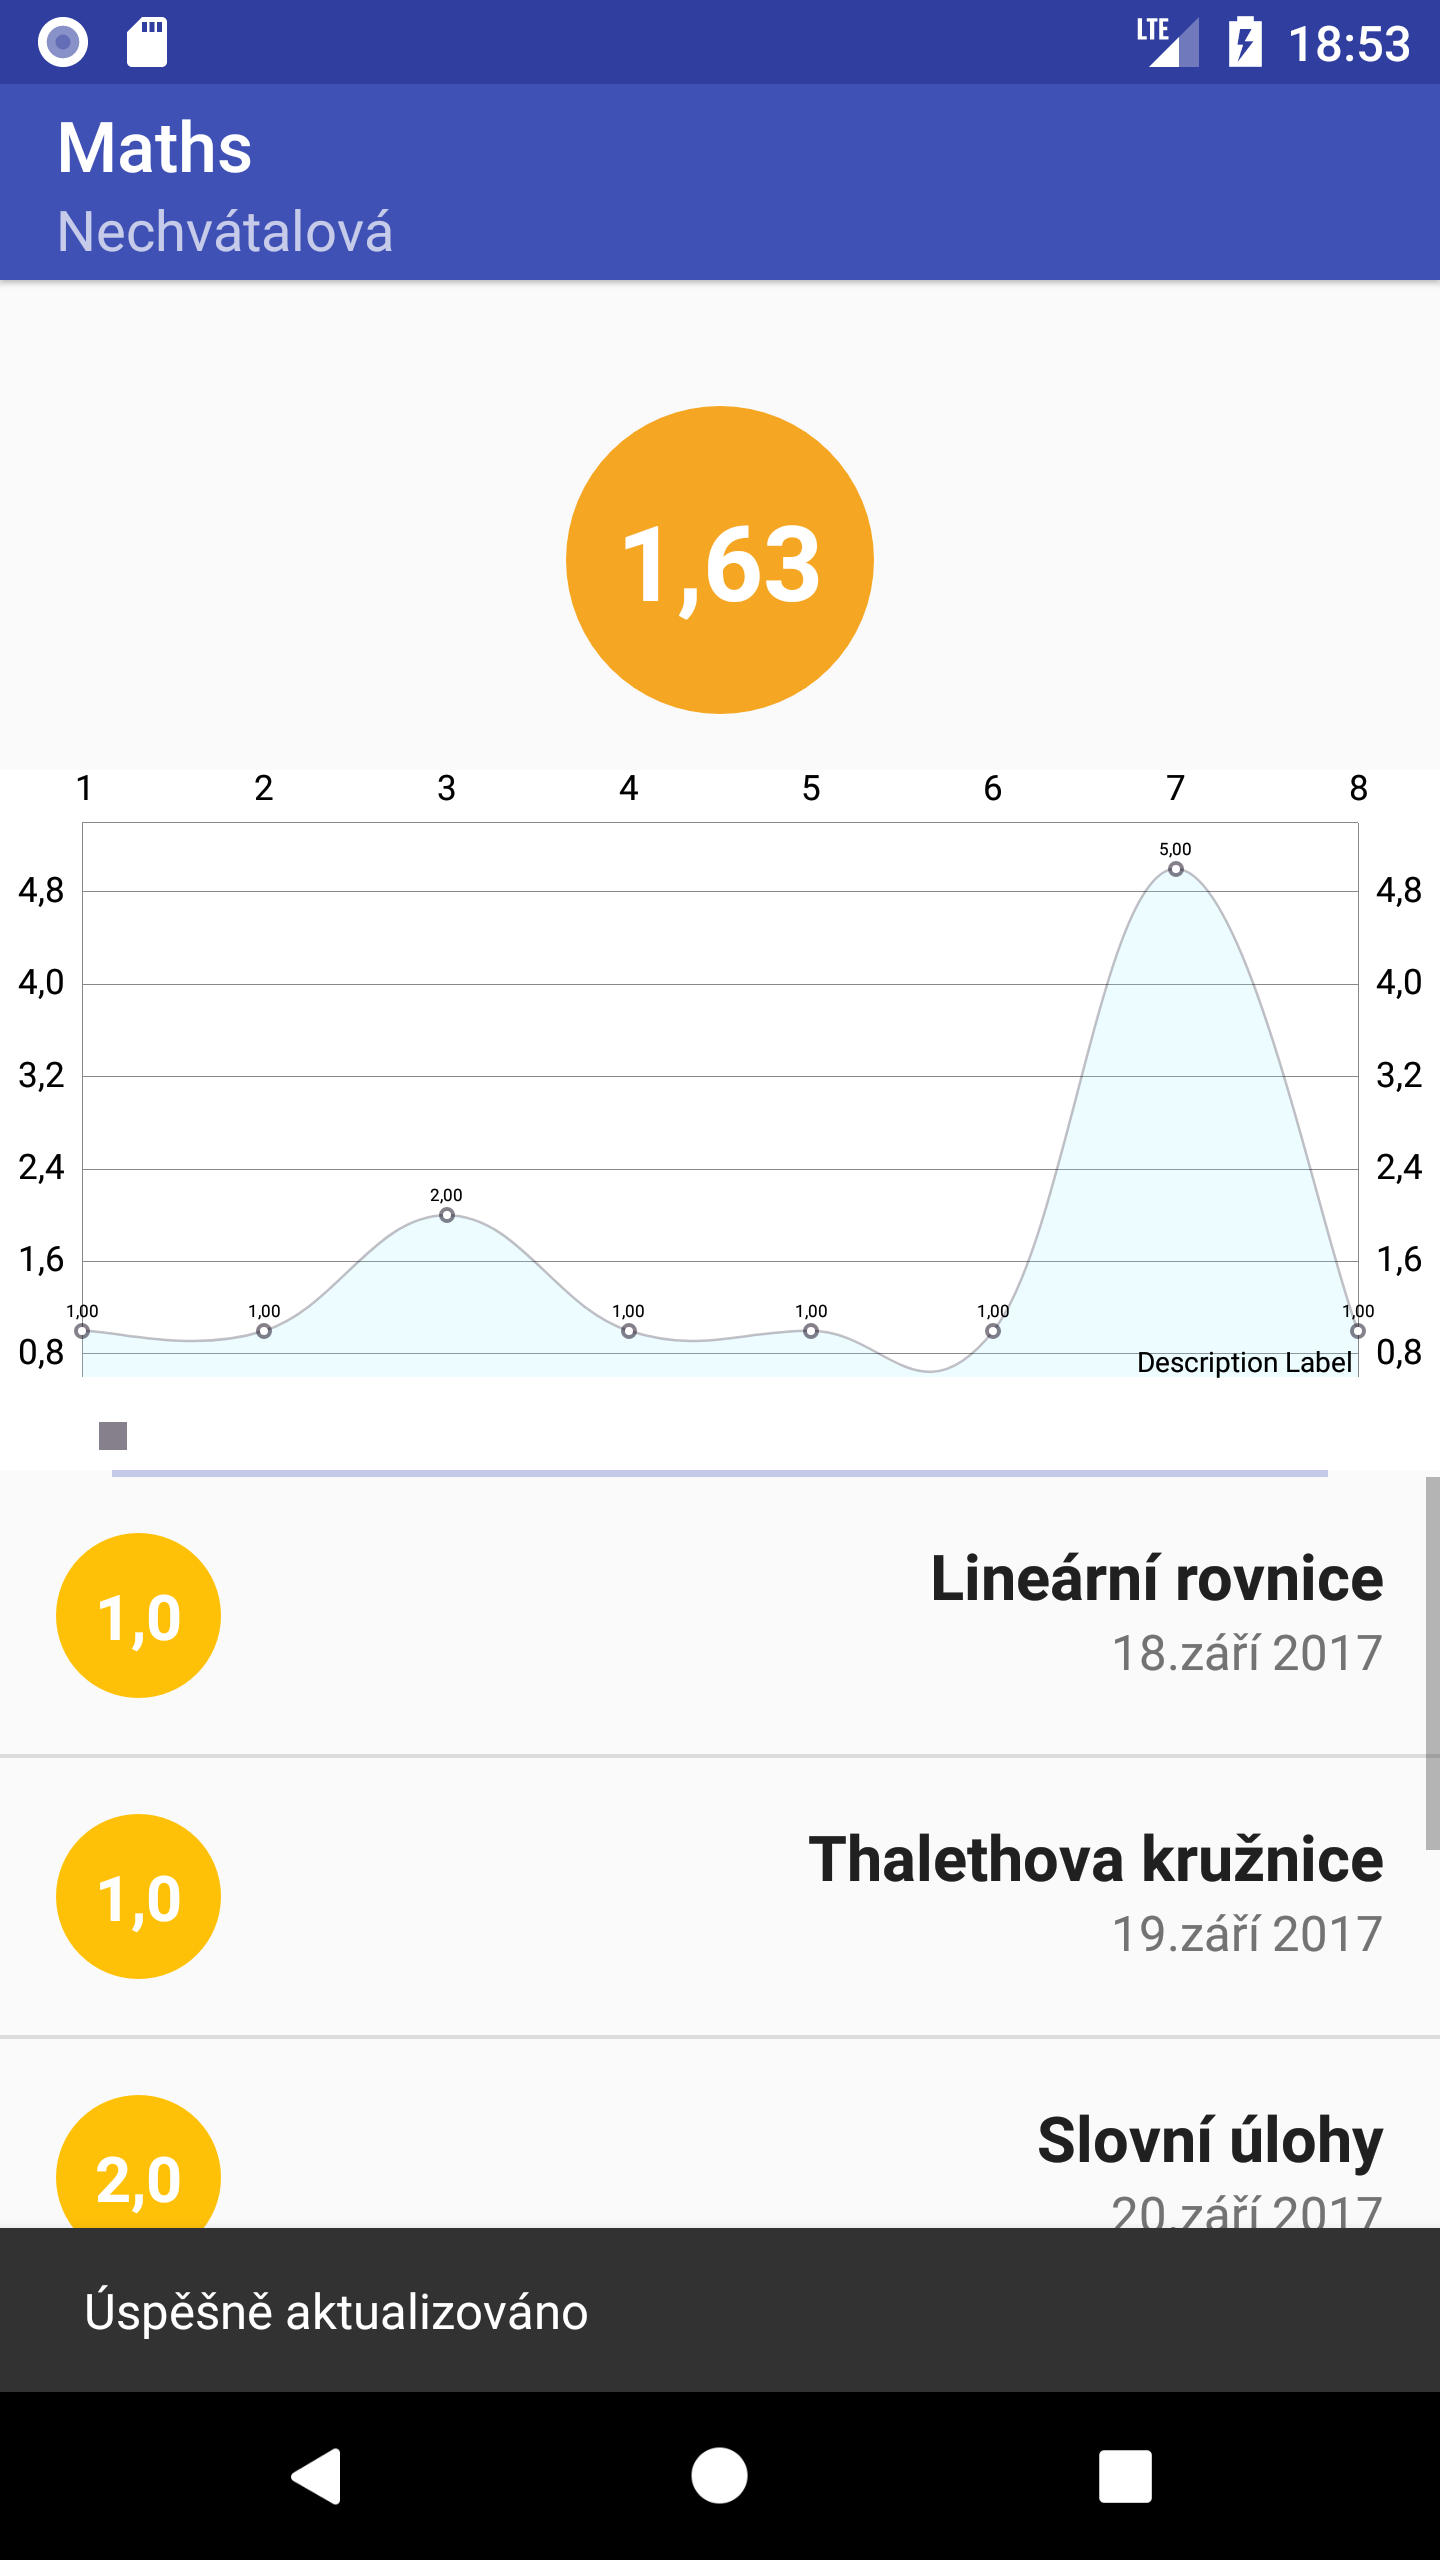 LTE 18:53
Maths
Nechvátalová
1,63
1 2 3 4 5 6 7 8
5,00
4,8 4,8
4,0 4,0
3,2 3,2
2,4 2,4
2,00
1,6 1,6
1,00 1,00 1,00 1,00 1,00 1,00
0,8 Description Label 0,8
1,0 Lineární rovnice
18.září 2017
1,0 Thalethova kružnice
19.září 2017
2,0 Slovní úlohy
20.září 2017
Úspěšně aktualizováno